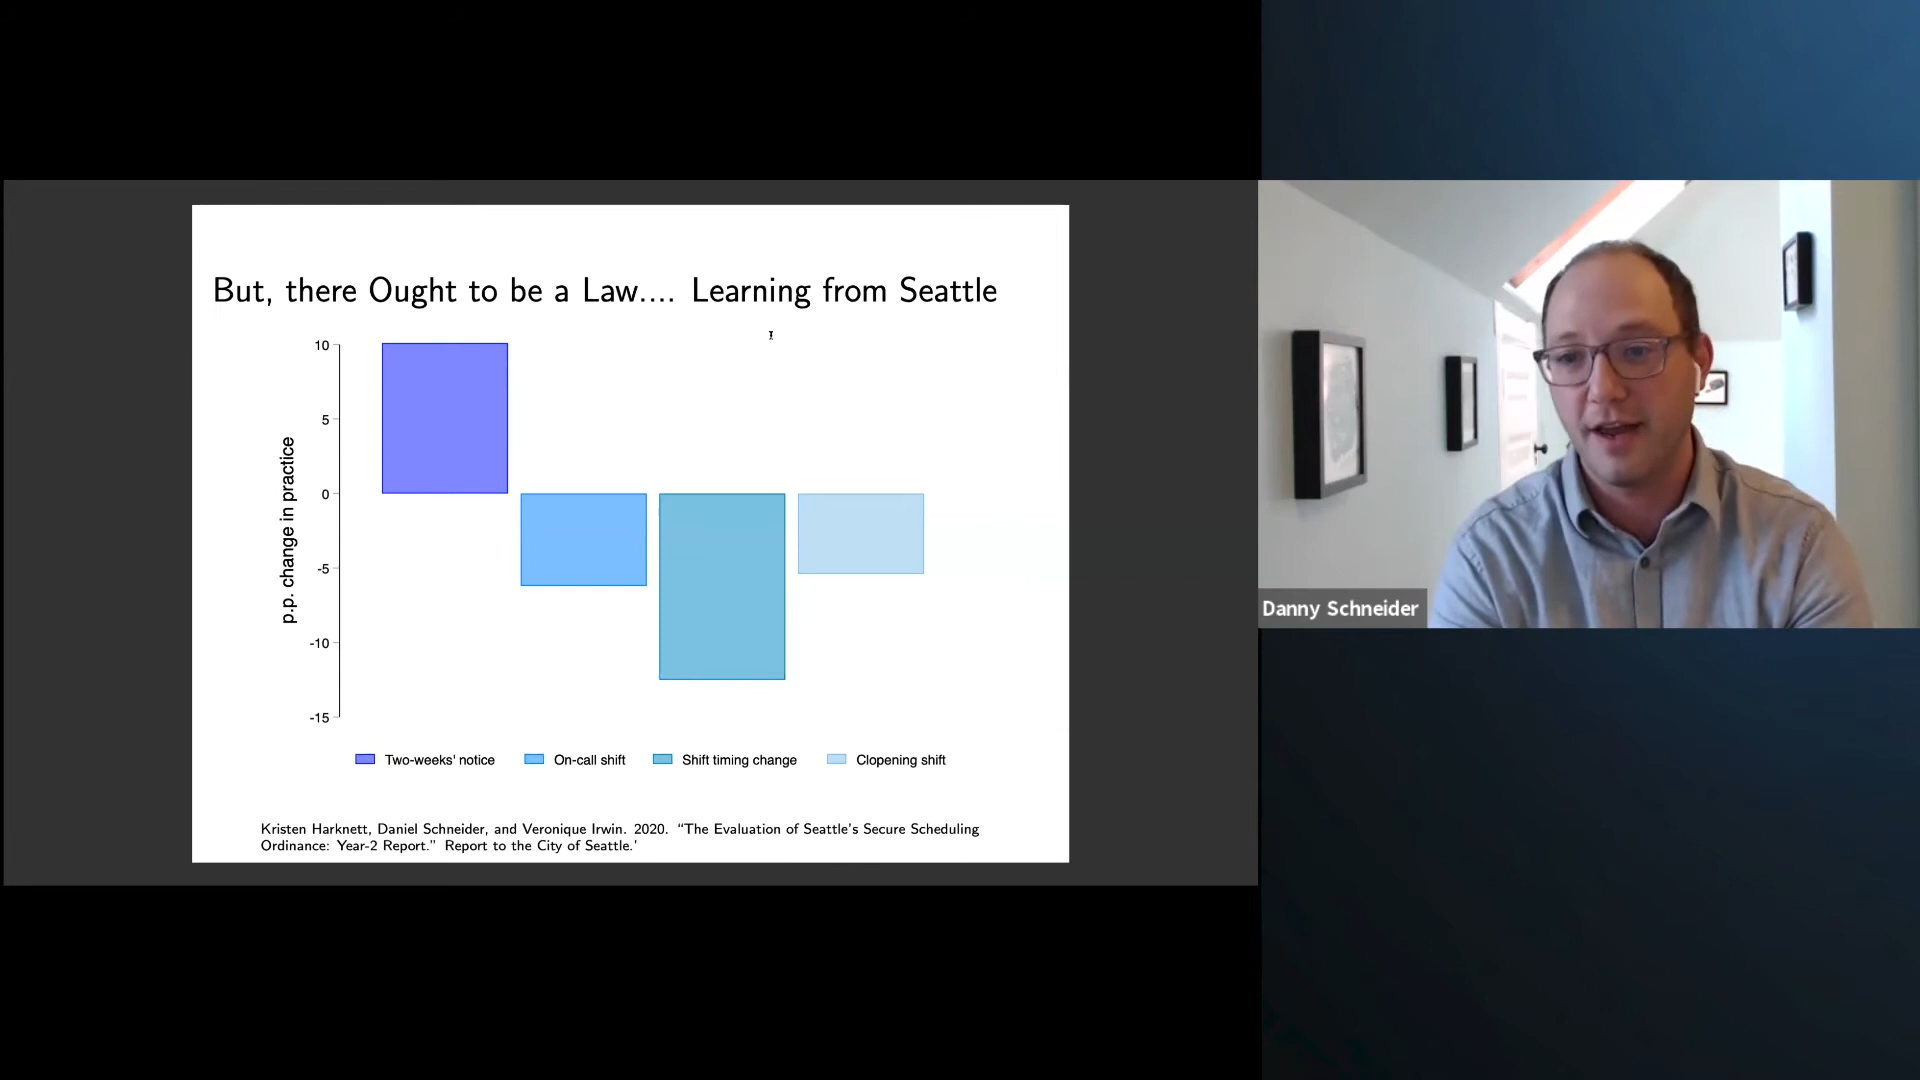 But, there Ought to be a Law.... Learning from Seattle
10
5
0
-5
-10
-15
p.p. change in practice
Two-weeks' notice
On-call shift
Shift timing change
Clopening shift
Kristen Harknett, Daniel Schneider, and Veronique Irwin. 2020. “The Evaluation of Seattle’s Secure Scheduling
Ordinance: Year-2 Report.” Report to the City of Seattle.’
Danny Schneider